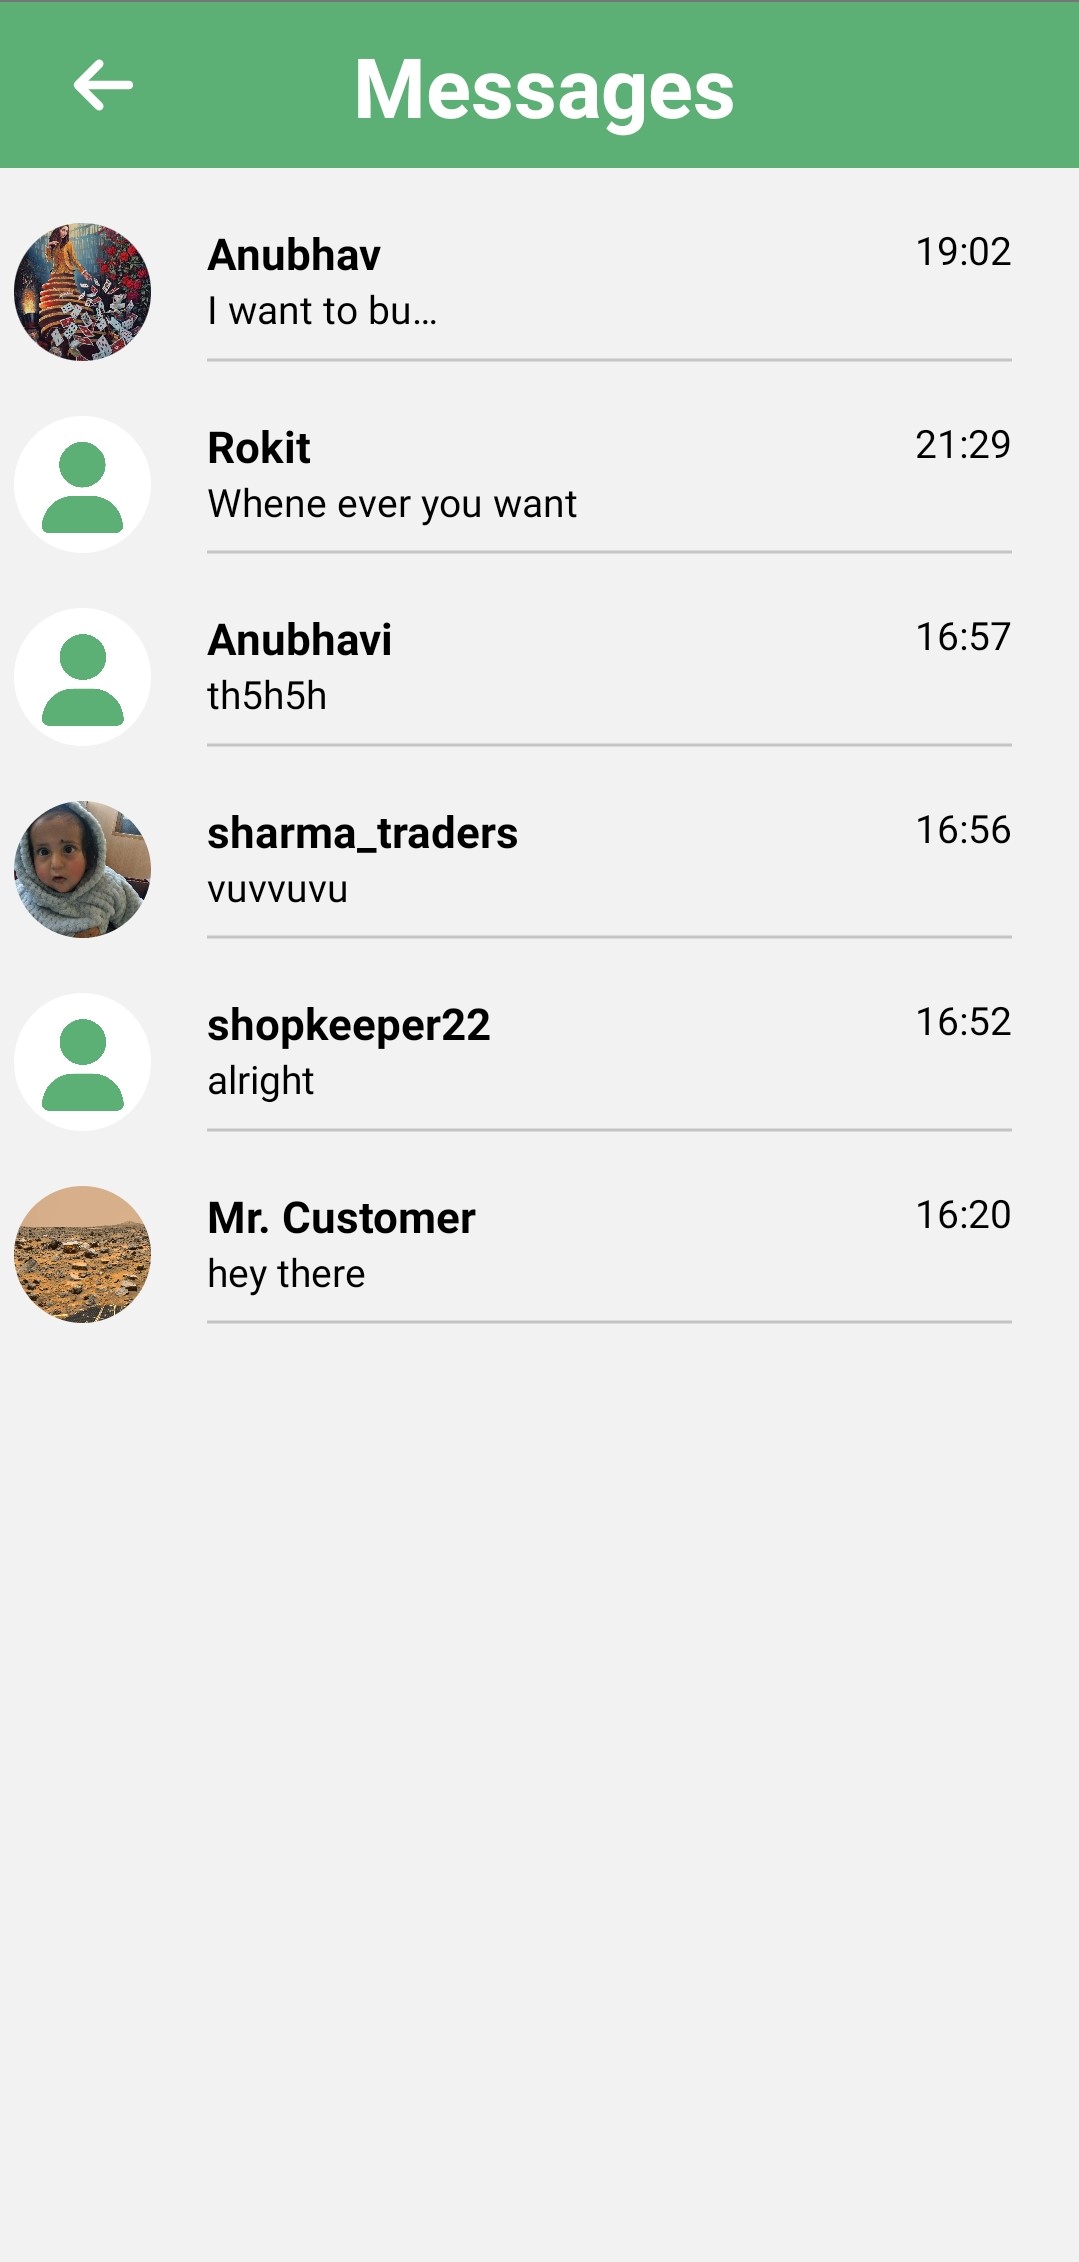 Messages
Anubhav
19:02
I want to bu…
Rokit
21:29
Whene ever you want
Anubhavi
16:57
th5h5h
sharma_traders
16:56
vuvvuvu
shopkeeper22
16:52
alright
Mr. Customer
16:20
hey there